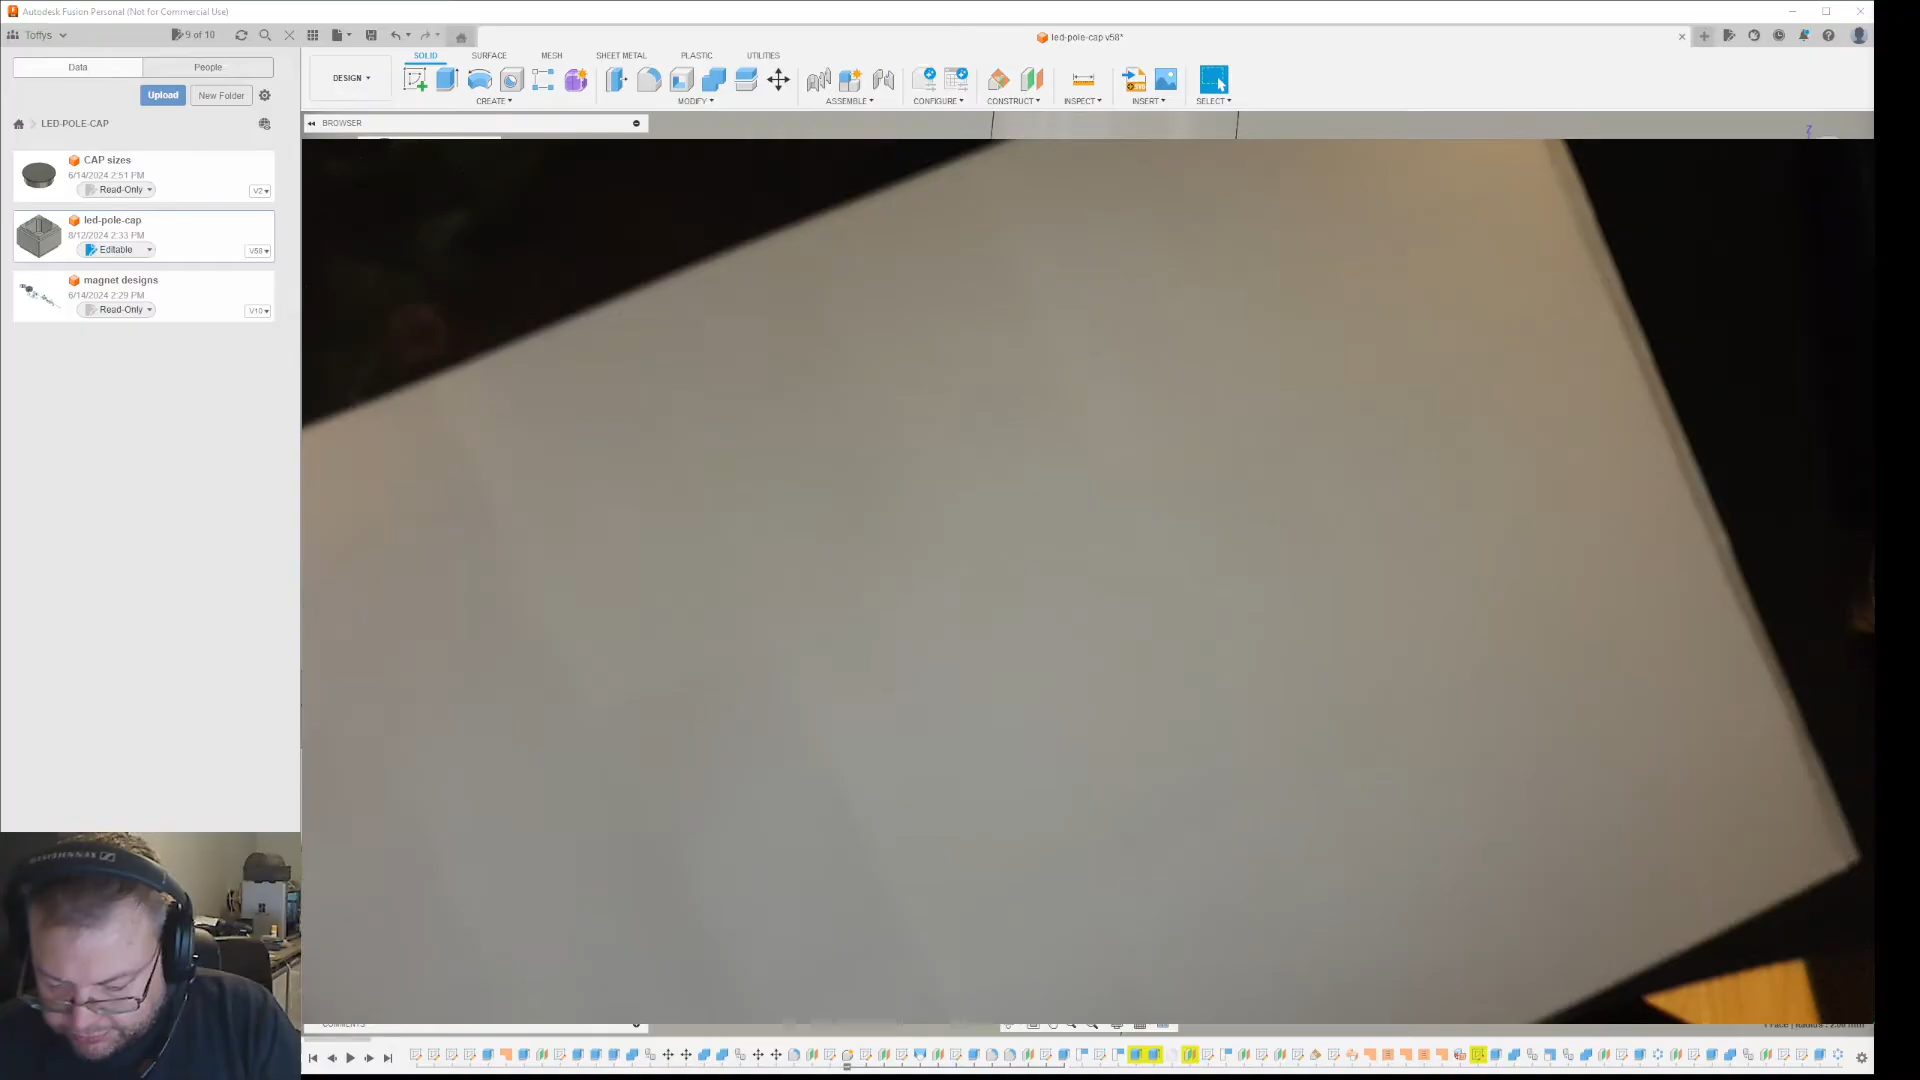 Autodesk Fusion Personal (Not for Commercial Use)
Toffys
9 of 10
led-pole-cap v58*
Data
People
Upload
New Folder
LED-POLE-CAP
CAP sizes
6/14/2024 2:51 PM
Read-Only
V2
led-pole-cap
8/12/2024 2:33 PM
Editable
V58
magnet designs
6/14/2024 2:29 PM
Read-Only
V10
DESIGN
SOLID
SURFACE
MESH
SHEET METAL
PLASTIC
UTILITIES
CREATE
MODIFY
ASSEMBLE
CONFIGURE
CONSTRUCT
INSPECT
INSERT
SELECT
BROWSER
Z
SENNHEISER
COMMENTS